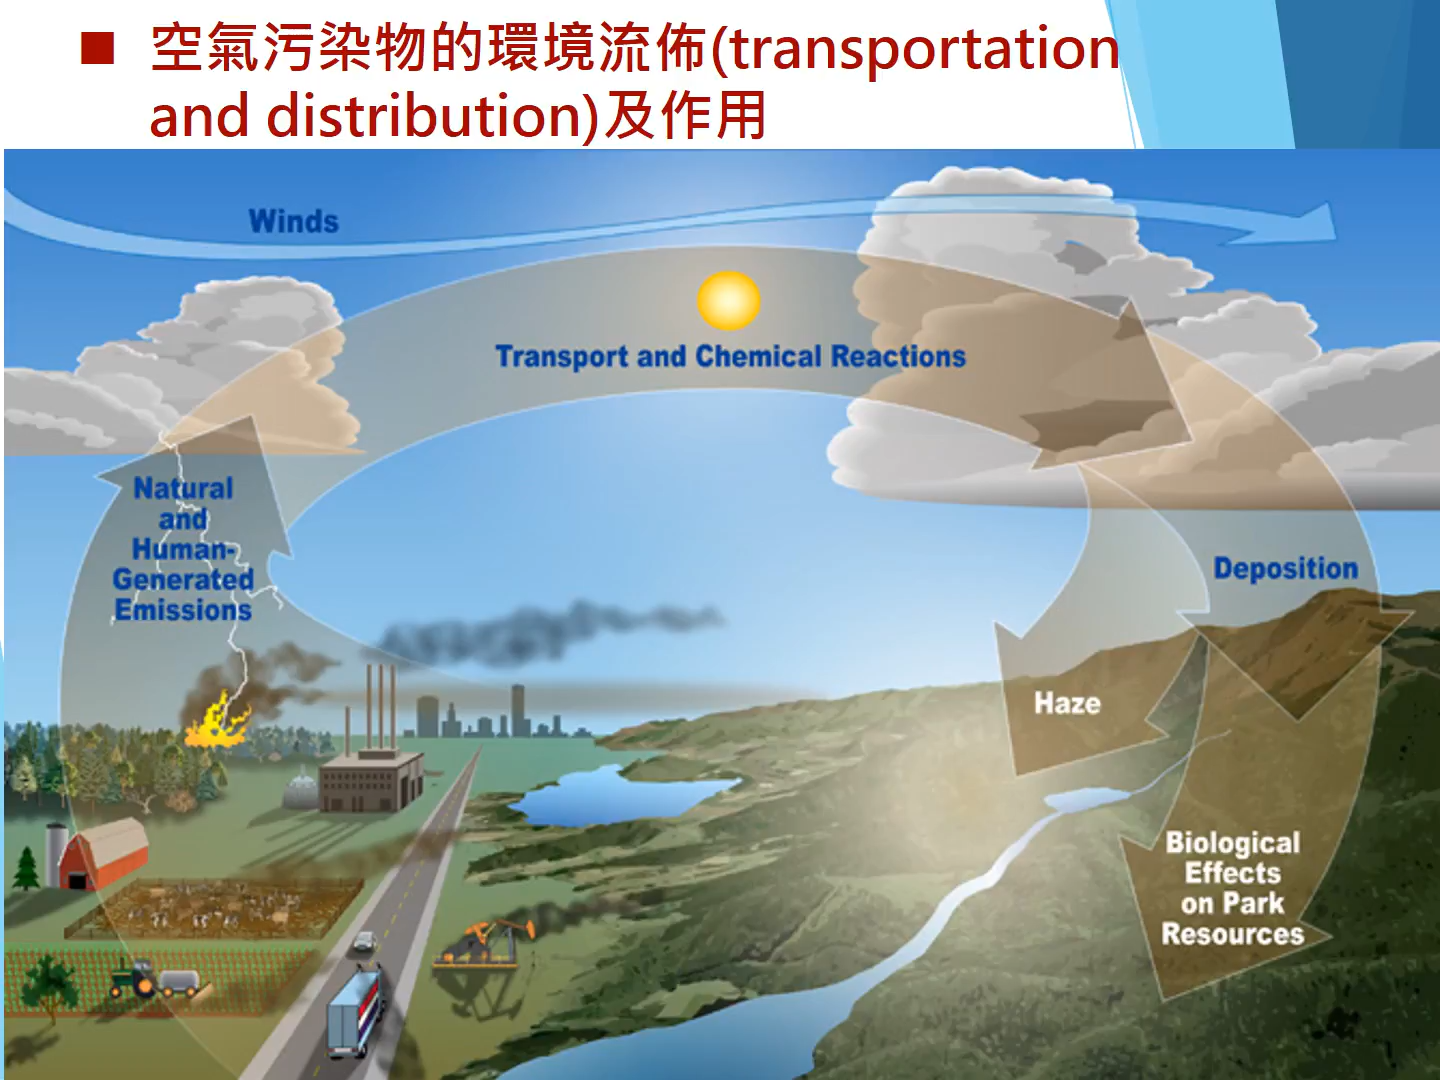 空氣污染物的環境流佈(transportation
and distribution)及作用
Winds
Transport and Chemical Reactions
Natural
and
Human-
Generated
Emissions
Deposition
Haze
Biological
Effects
on Park
Resources